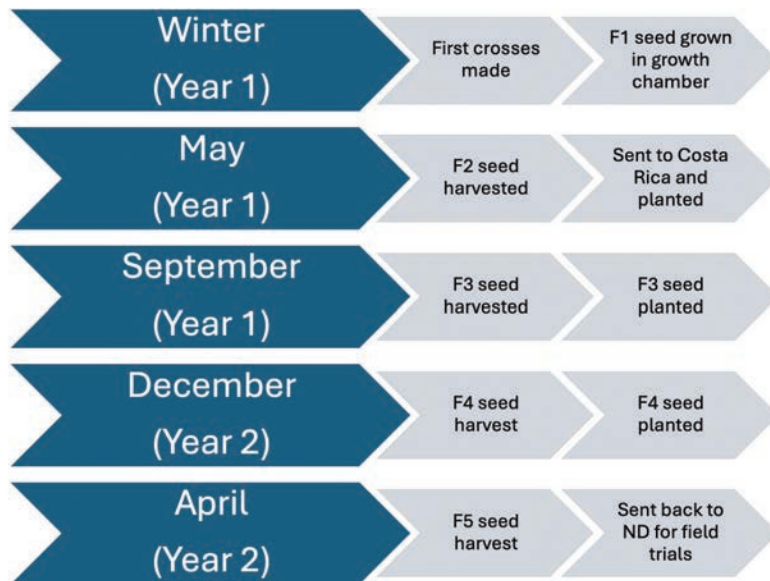 Winter
(Year 1)
First crosses
made
F1 seed grown
in growth
chamber
May
(Year 1)
F2 seed
harvested
Sent to Costa
Rica and
planted
September
(Year 1)
F3 seed
harvested
F3 seed
planted
December
(Year 2)
F4 seed
harvest
F4 seed
planted
April
(Year 2)
F5 seed
harvest
Sent back to
ND for field
trials